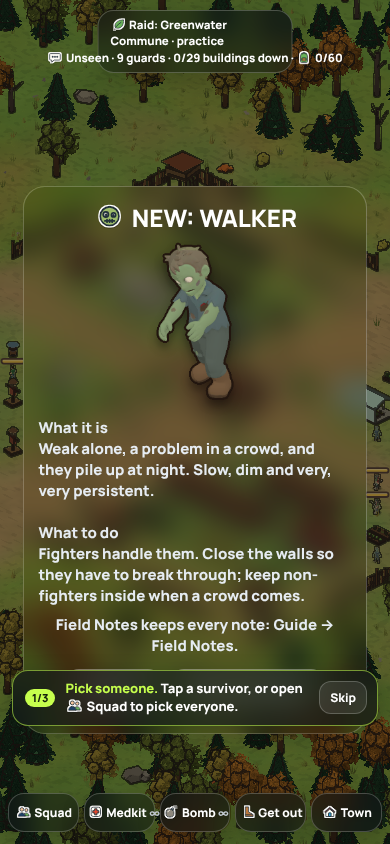 Raid: Greenwater
Commune · practice
Unseen · 9 guards · 0/29 buildings down · 0/60
NEW: WALKER
What it is
Weak alone, a problem in a crowd, and
they pile up at night. Slow, dim and very,
very persistent.
What to do
Fighters handle them. Close the walls so
they have to break through; keep non-
fighters inside when a crowd comes.
Field Notes keeps every note: Guide →
Field Notes.
1/3
Pick someone. Tap a survivor, or open
Squad to pick everyone.
Skip
Squad
Medkit ∞
Bomb ∞
Get out
Town